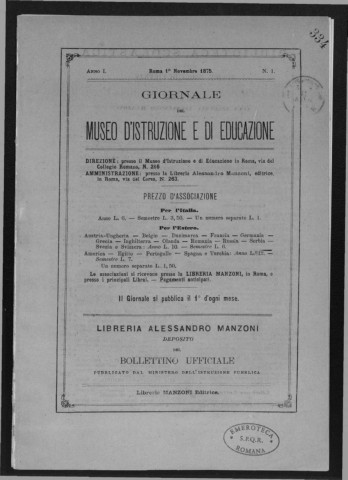 334
Anno I. Roma 1º Novembre 1875. N. 1.
GIORNALE
DEL
MUSEO D'ISTRUZIONE E DI EDUCAZIONE
DIREZIONE: presso il Museo d'Istruzione e di Educazione in Roma, via del
Collegio Romano, N.
AMMINISTRAZIONE: presso la Libreria Alessandro Manzoni, editrice
in Roma, via del Corso, N. 263.
PREZZO D'ASSOCIAZIONE
Per l'Italia.
Anno L. 6. — Semestre L. 3,50. — Un numero separato L. 1.
Per l'Estero.
Austria-Ungheria — Belgio — Danimarca — Francia — Germania —
Grecia — Inghilterra — Olanda — Romania — Russia — Serbia —
Svezia e Svizzera: Anno L. 10. — Semestre L.
America — Egitto — Portogallo — Spagna e Turchia: Anno L.
Semestre L. 7.
Un numero separato L. 1,50.
Le associazioni si ricevono presso la LIBRERIA MANZONI, in Roma, e
presso i principali Librai. — Pagamenti anticipati.
Il Giornale si pubblica il 1º d'ogni mese.
LIBRERIA ALESSANDRO MANZONI
DEPOSITO
DEL
BOLLETTINO UFFICIALE
PUBBLICATO DAL MINISTERO DELL'ISTRUZIONE PUBBLICA
Libreria MANZONI Editrice.
EMEROTECA
S.P.Q.R.
ROMANA